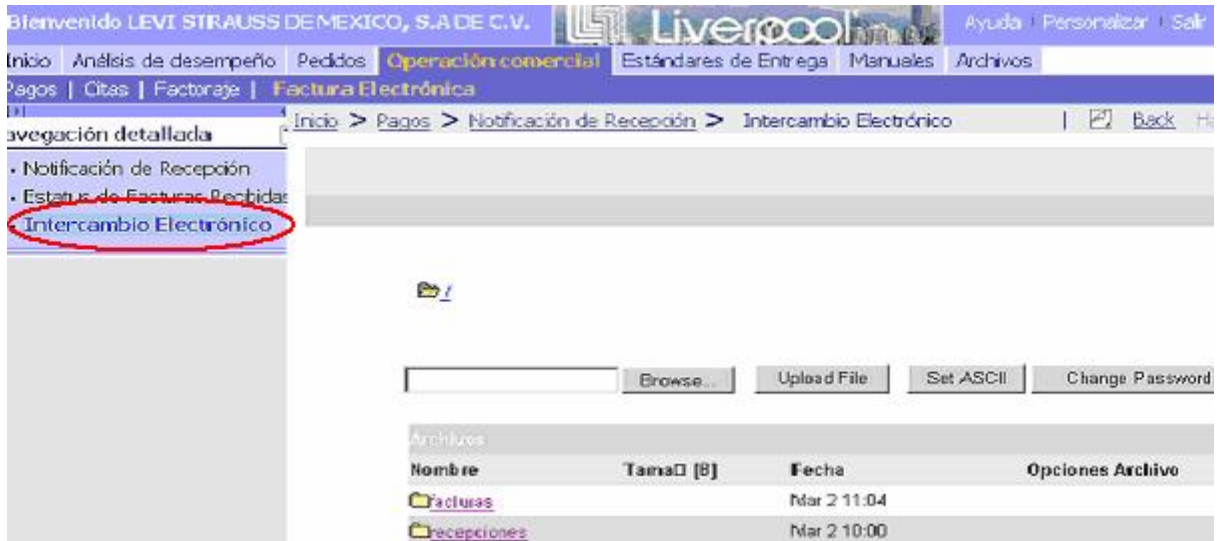 Bienvenido LEVI STRAUSS DE MEXICO, S.A DE C.V. Liverpool Ayuda | Personalizar | Salir
Inicio Análisis de desempeño Pedidos Operación comercial Estándares de Entrega Manuales Archivos
Pagos | Citas | Factoraje | Factura Electrónica
avegación detallada
Inicio > Pagos > Notificación de Recepción > Intercambio Electrónico | Back
• Notificación de Recepción
• Estatus de Facturas Recibidas
• Intercambio Electrónico
/
Browse... Upload File Set ASCII Change Password
Archivos
Nombre Tama□ [B] Fecha Opciones Archivo
facturas Mar 2 11:04
recepciones Mar 2 10:00